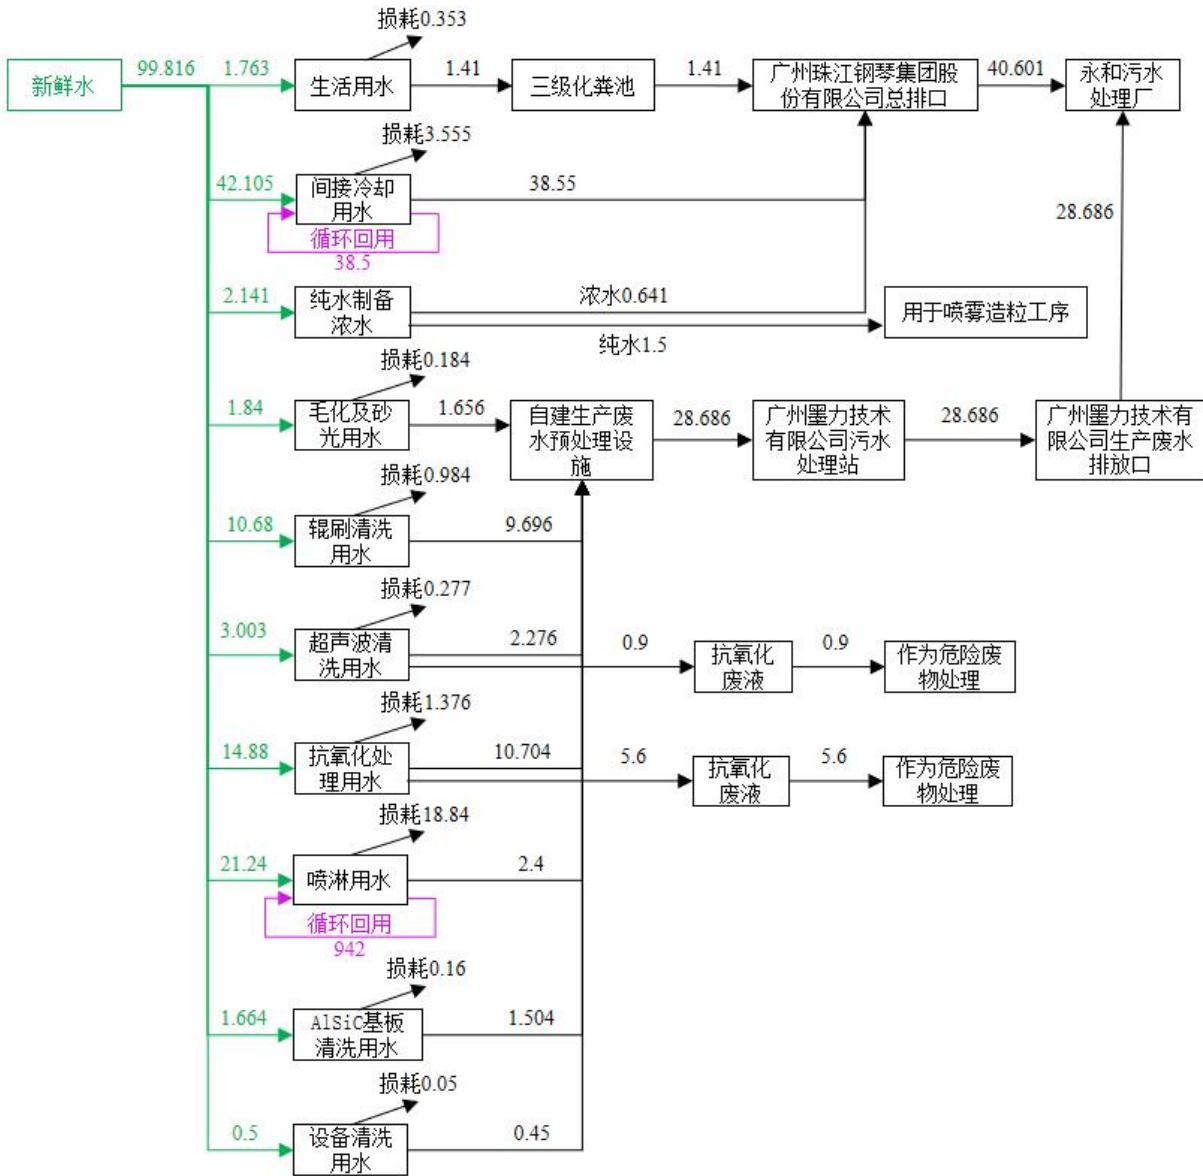 损耗0.353
新鲜水
99.816
1.763
生活用水
1.41
三级化粪池
1.41
广州珠江钢琴集团股
份有限公司总排口
40.601
永和污水
处理厂
损耗3.555
42.105
间接冷却
用水
38.55
循环回用
38.5
28.686
2.141
纯水制备
浓水
浓水0.641
纯水1.5
用于喷雾造粒工序
损耗0.184
1.84
毛化及砂
光用水
1.656
自建生产废
水预处理设
施
28.686
广州墨力技术
有限公司污水
处理站
28.686
广州墨力技术有
限公司生产废水
排放口
损耗0.984
10.68
辊刷清洗
用水
9.696
损耗0.277
3.003
超声波清
洗用水
2.276
0.9
抗氧化
废液
0.9
作为危险废
物处理
损耗1.376
14.88
抗氧化处
理用水
10.704
5.6
抗氧化
废液
5.6
作为危险废
物处理
损耗18.84
21.24
喷淋用水
2.4
循环回用
942
损耗0.16
1.664
AlSiC基板
清洗用水
1.504
损耗0.05
0.5
设备清洗
用水
0.45